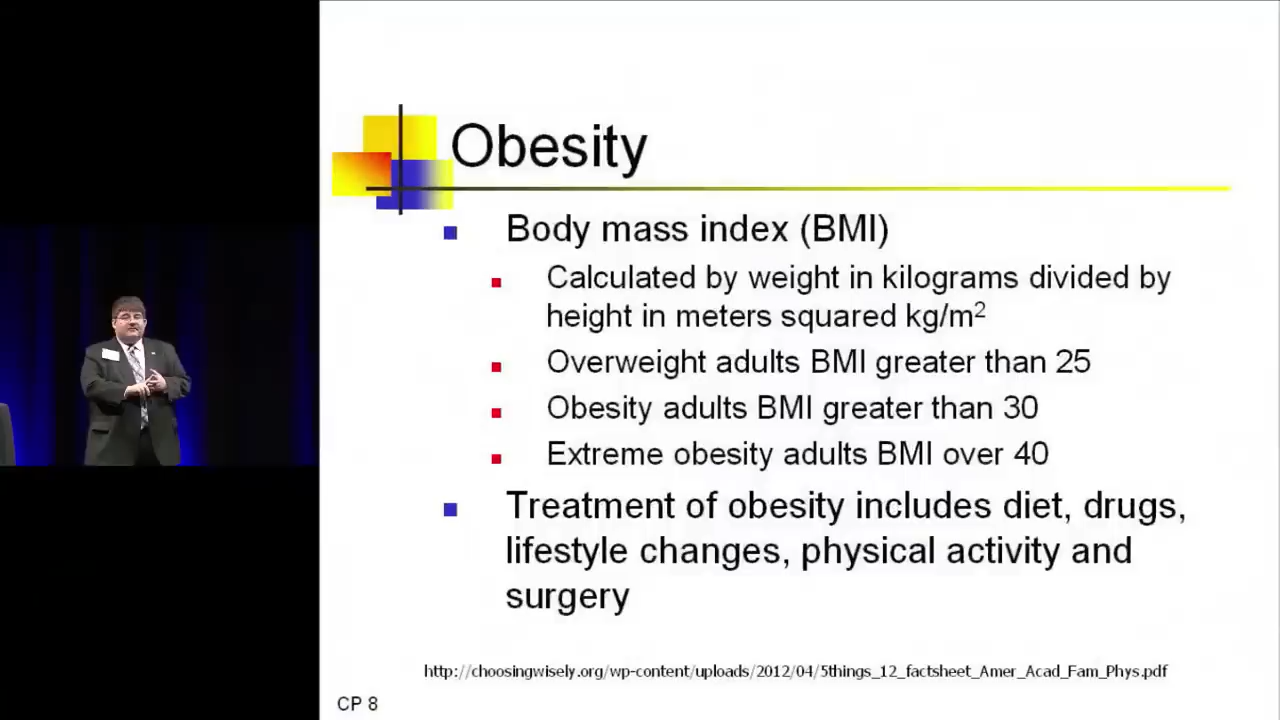 Obesity
Body mass index (BMI)
Calculated by weight in kilograms divided by
height in meters squared kg/m²
Overweight adults BMI greater than 25
Obesity adults BMI greater than 30
Extreme obesity adults BMI over 40
Treatment of obesity includes diet, drugs,
lifestyle changes, physical activity and
surgery
http://choosingwisely.org/wp-content/uploads/2012/04/5things_12_factsheet_Amer_Acad_Fam_Phys.pdf
CP 8